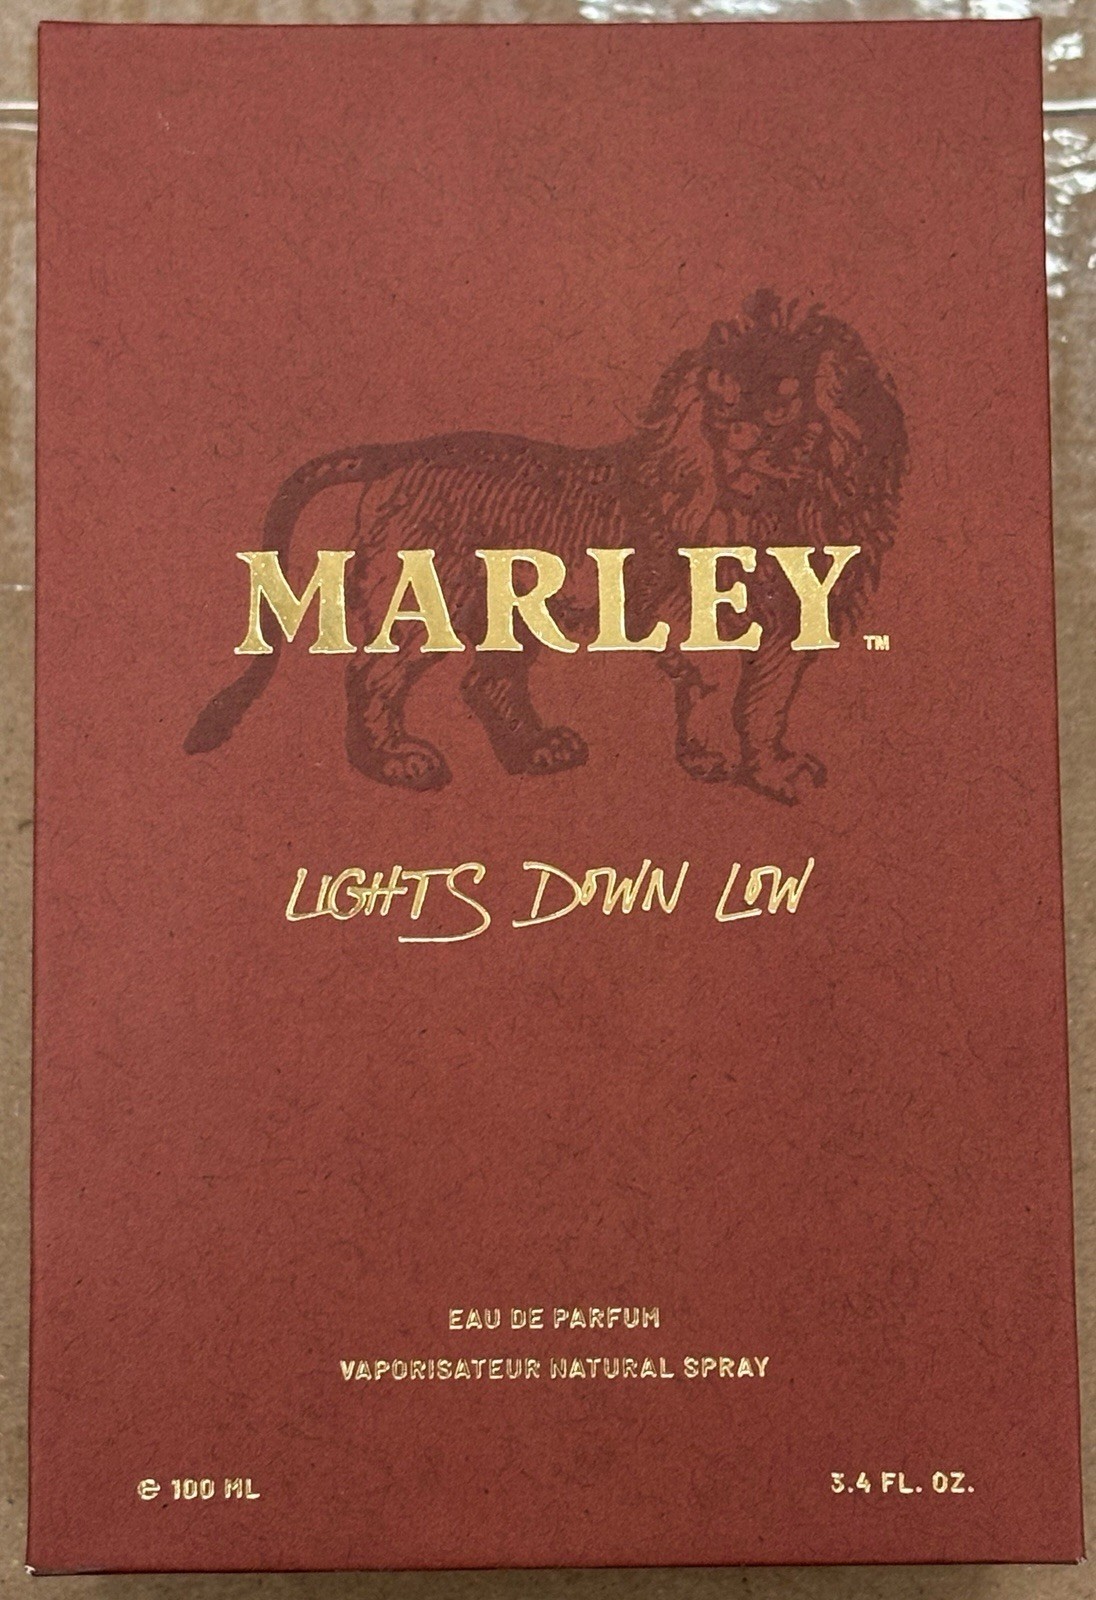 MARLEY™
LIGHTS DOWN LOW
EAU DE PARFUM
VAPORISATEUR NATURAL SPRAY
℮ 100 ML
3.4 FL. OZ.